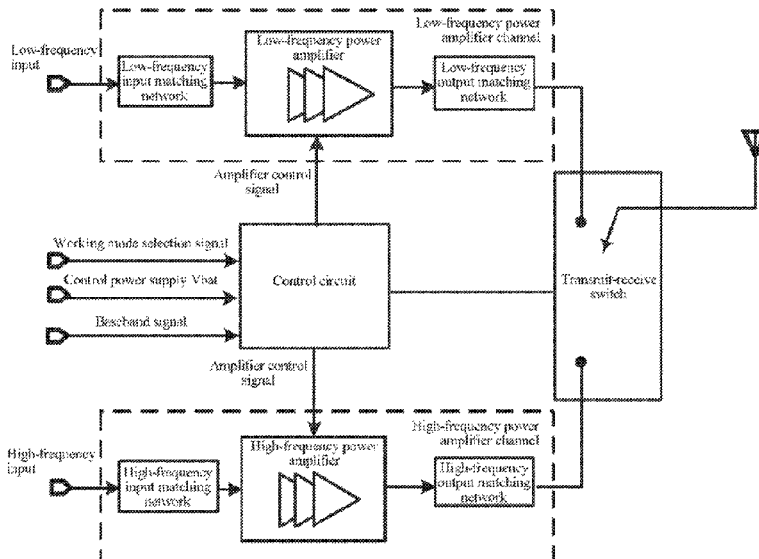 Low-frequency power
amplifier channel
Low-frequency
input
Low-frequency power
amplifier
Low-frequency
input matching
network
Low-frequency
output matching
network
Amplifier control
signal
Working mode selection signal
Control power supply Vbat
Baseband signal
Control circuit
Transmit-receive
switch
Amplifier control
signal
High-frequency power
amplifier channel
High-frequency
input
High-frequency power
amplifier
High-frequency
input matching
network
High-frequency
output matching
network